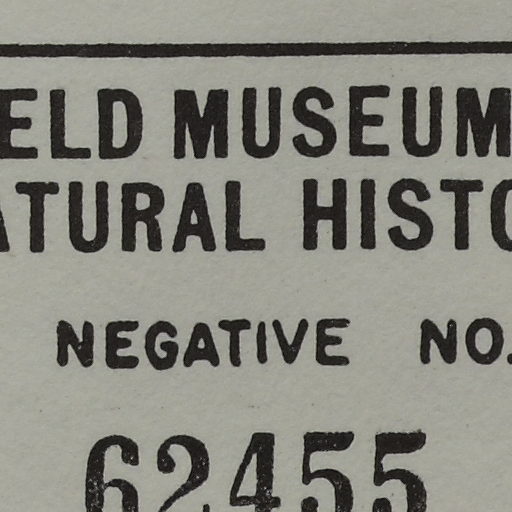 ELD MUSEUM
ATURAL HISTO
NEGATIVE NO.
62455